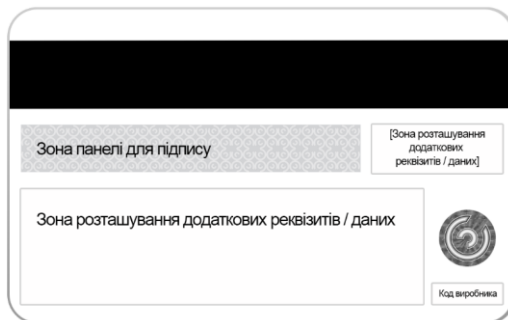 Зона панелі для підпису
[Зона розташування
додаткових
реквізитів / даних]
Зона розташування додаткових реквізитів / даних
Код виробника